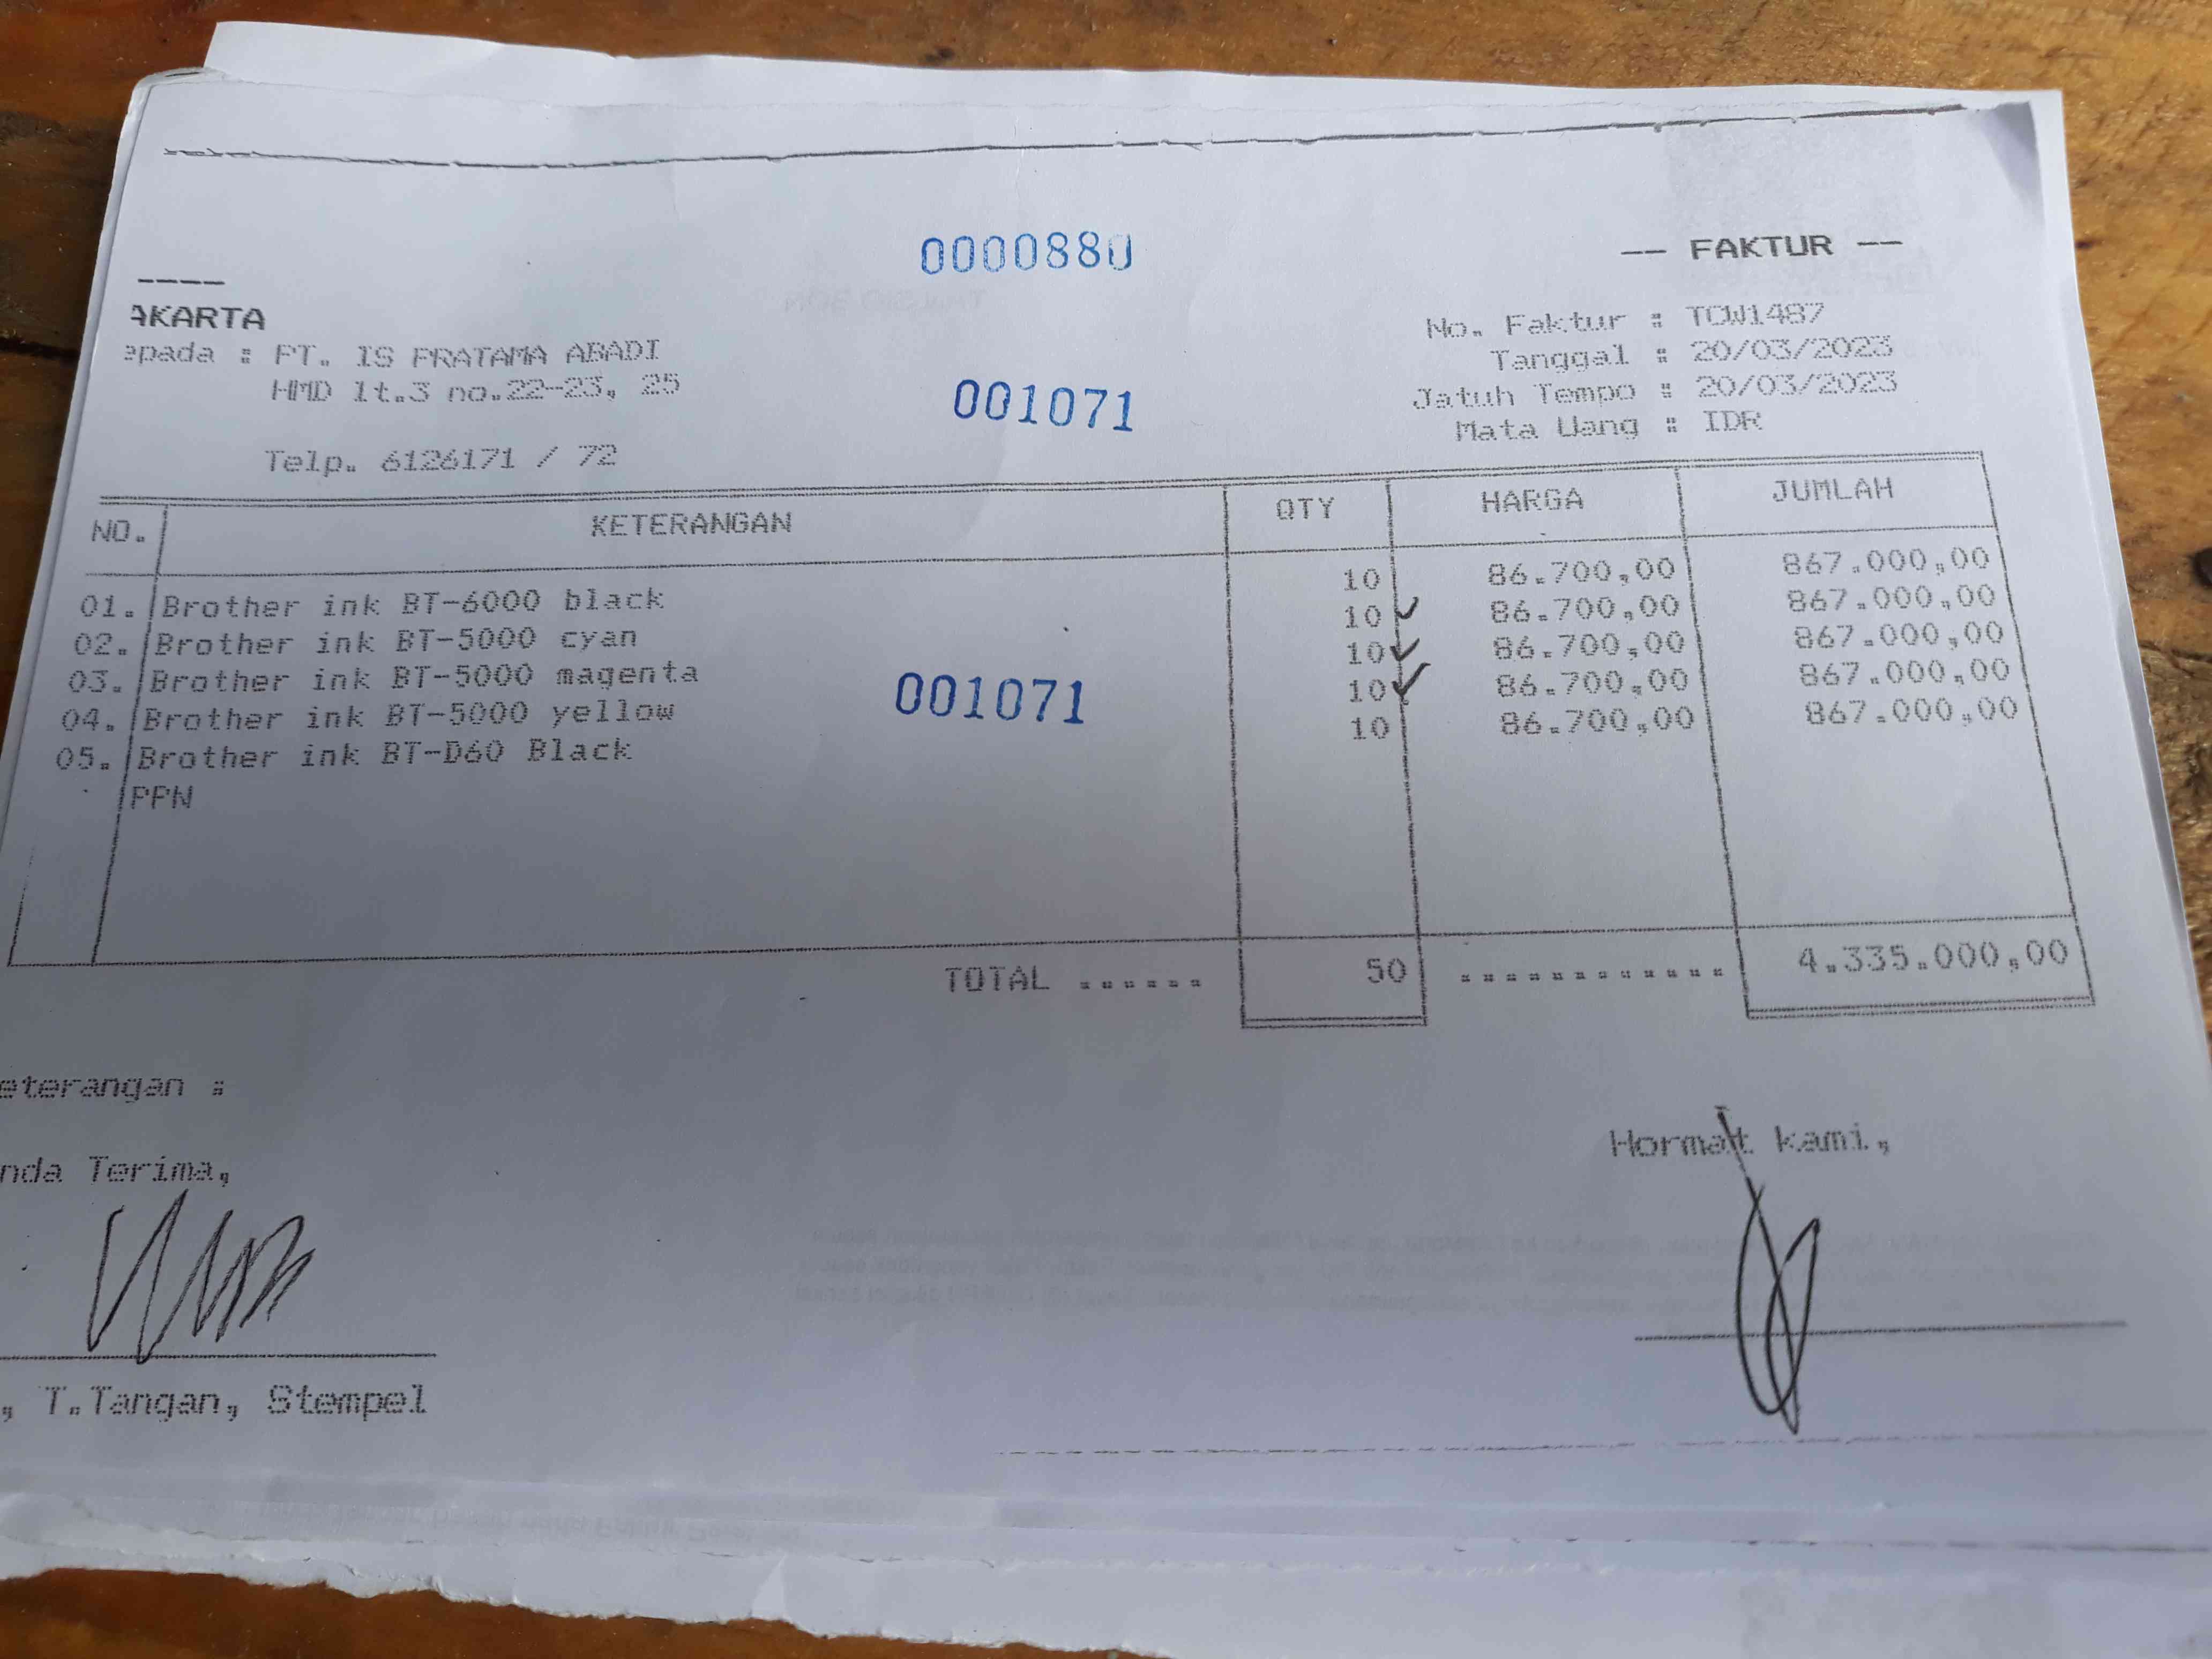 0000880
-- FAKTUR --
----
AKARTA
epada : PT. IS PRATAMA ABADI
HMD lt.3 no.22-23, 25
Telp. 6126171 / 72
001071
No. Faktur : TCW1487
Tanggal : 20/03/2023
Jatuh Tempo : 20/03/2023
Mata Uang : IDR
NO. KETERANGAN QTY HARGA JUMLAH
01. Brother ink BT-6000 black 10 86.700,00 867.000,00
02. Brother ink BT-5000 cyan 10 86.700,00 867.000,00
03. Brother ink BT-5000 magenta 10 86.700,00 867.000,00
04. Brother ink BT-5000 yellow 10 86.700,00 867.000,00
05. Brother ink BT-D60 Black 10 86.700,00 867.000,00
PPN
001071
TOTAL ...... 50 ............ 4.335.000,00
eterangan :
nda Terima,
Hormat kami,
, T.Tangan, Stempel